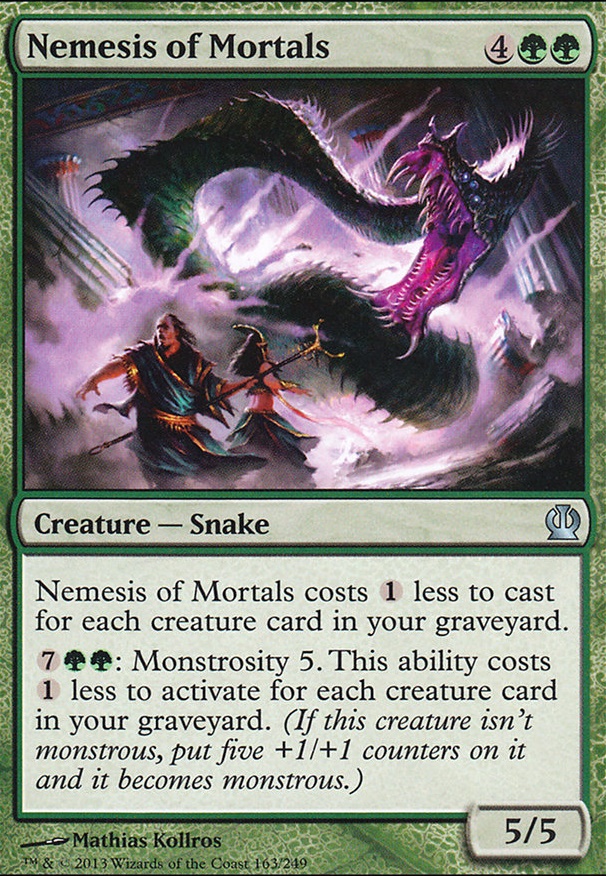 Nemesis of Mortals 4
Creature — Snake
Nemesis of Mortals costs 1 less to cast
for each creature card in your graveyard.
7: Monstrosity 5. This ability costs
1 less to activate for each creature card
in your graveyard. (If this creature isn't
monstrous, put five +1/+1 counters on it
and it becomes monstrous.)
5/5
Mathias Kollros
™ & © 2013 Wizards of the Coast 163/249